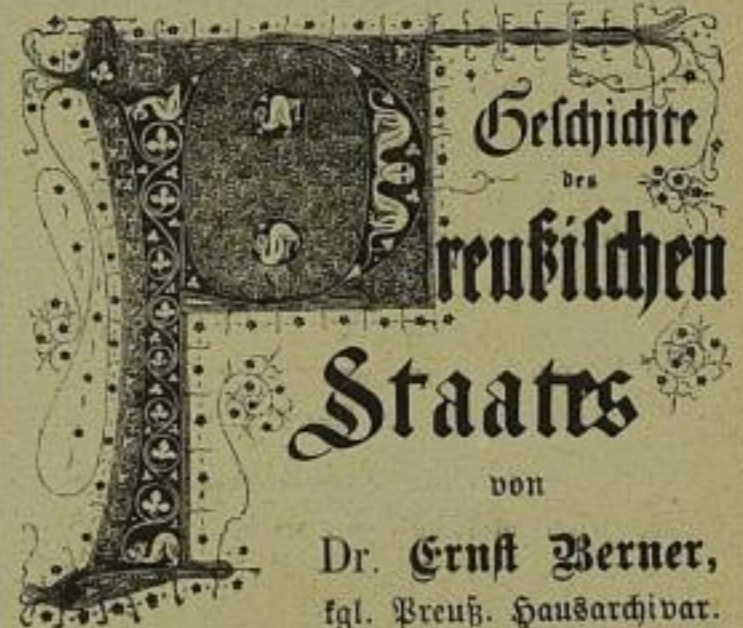 Geschichte
des
Preußischen
Staates
von
Dr. Ernst Berner,
kgl. Preuß. Hausarchivar.